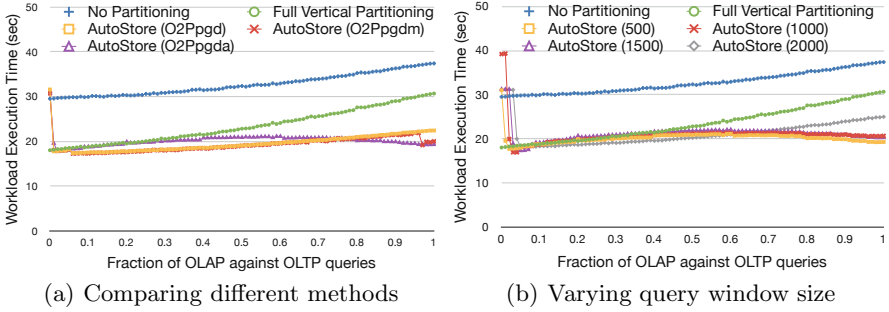 No Partitioning
Full Vertical Partitioning
AutoStore (O2Ppgd)
AutoStore (O2Ppgdm)
AutoStore (O2Ppgda)
Workload Execution Time (sec)
50
40
30
20
10
0
0
0.1
0.2
0.3
0.4
0.5
0.6
0.7
0.8
0.9
1
Fraction of OLAP against OLTP queries
(a) Comparing different methods
No Partitioning
Full Vertical Partitioning
AutoStore (500)
AutoStore (1000)
AutoStore (1500)
AutoStore (2000)
Workload Execution Time (sec)
50
40
30
20
10
0
0
0.1
0.2
0.3
0.4
0.5
0.6
0.7
0.8
0.9
1
Fraction of OLAP against OLTP queries
(b) Varying query window size